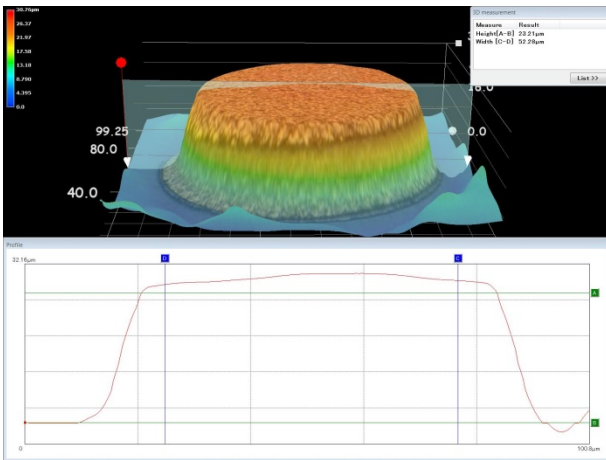 30.76µm
26.37
21.97
17.58
13.18
8.790
4.395
0.0
3D measurement
Measure Result
Height[A-B] 23.21µm
Width [C-D] 52.28µm
List >>
16.0
0.0
99.25
80.0
40.0
Profile
32.16µm
D
C
A
B
0
100.8µm